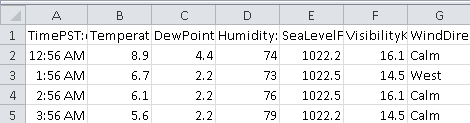 A B C D E F G
1 TimePST: Temperat DewPoint Humidity: SeaLevelF VisibilityK WindDire
2 12:56 AM 8.9 4.4 74 1022.2 16.1 Calm
3 1:56 AM 6.7 2.2 73 1022.5 14.5 West
4 2:56 AM 6.1 2.2 76 1022.5 16.1 Calm
5 3:56 AM 5.6 2.2 79 1022.2 14.5 Calm